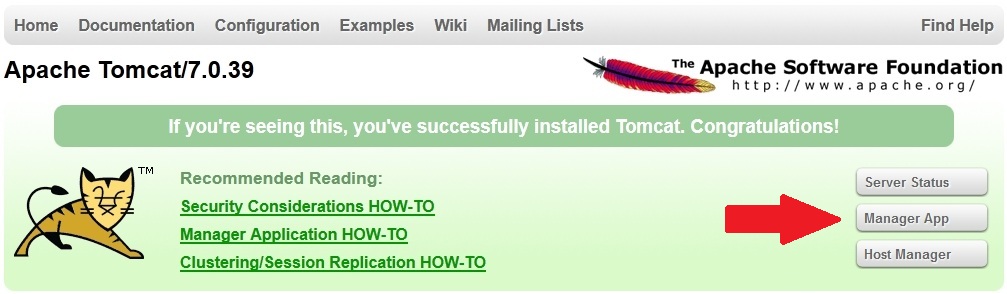 Home Documentation Configuration Examples Wiki Mailing Lists Find Help
Apache Tomcat/7.0.39
The Apache Software Foundation
http://www.apache.org/
If you're seeing this, you've successfully installed Tomcat. Congratulations!
TM
Recommended Reading:
Security Considerations HOW-TO
Manager Application HOW-TO
Clustering/Session Replication HOW-TO
Server Status
Manager App
Host Manager